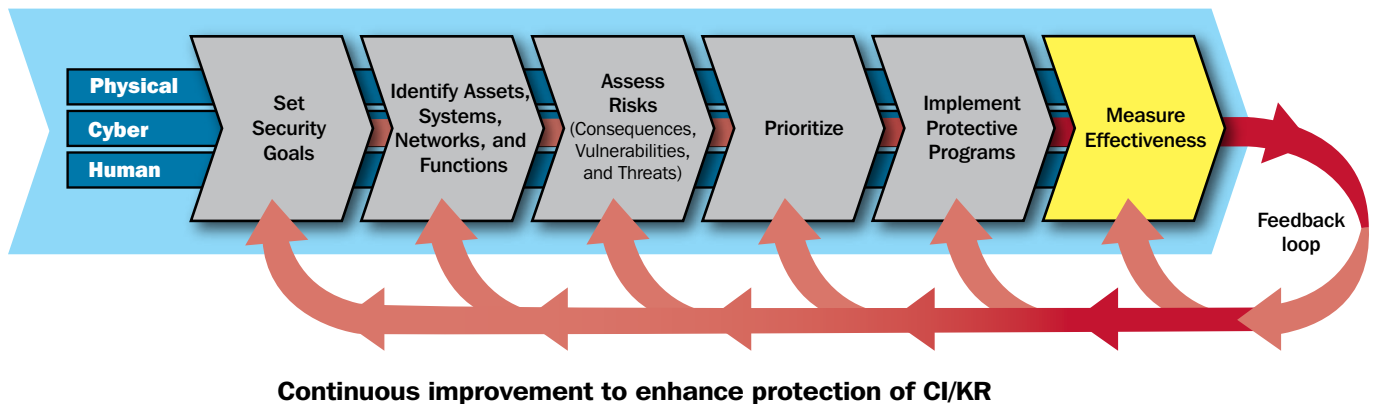 Physical
Cyber
Human
Set
Security
Goals
Identify Assets,
Systems,
Networks, and
Functions
Assess
Risks
(Consequences,
Vulnerabilities,
and Threats)
Prioritize
Implement
Protective
Programs
Measure
Effectiveness
Feedback
loop
Continuous improvement to enhance protection of CI/KR